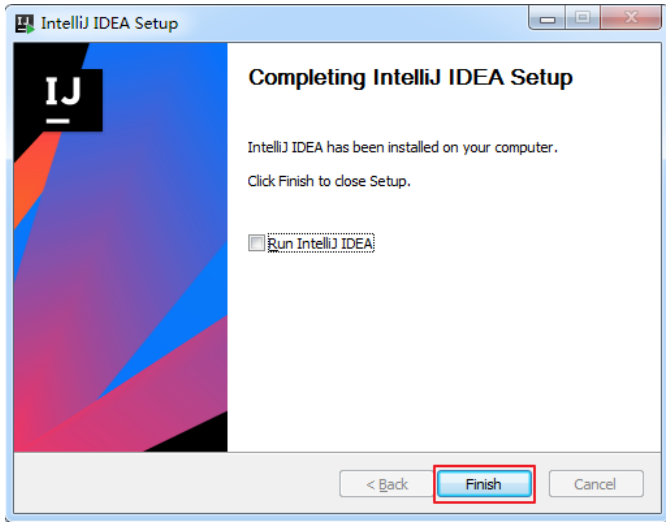 IntelliJ IDEA Setup
IJ
Completing IntelliJ IDEA Setup
IntelliJ IDEA has been installed on your computer.
Click Finish to close Setup.
Run IntelliJ IDEA
< Back
Finish
Cancel